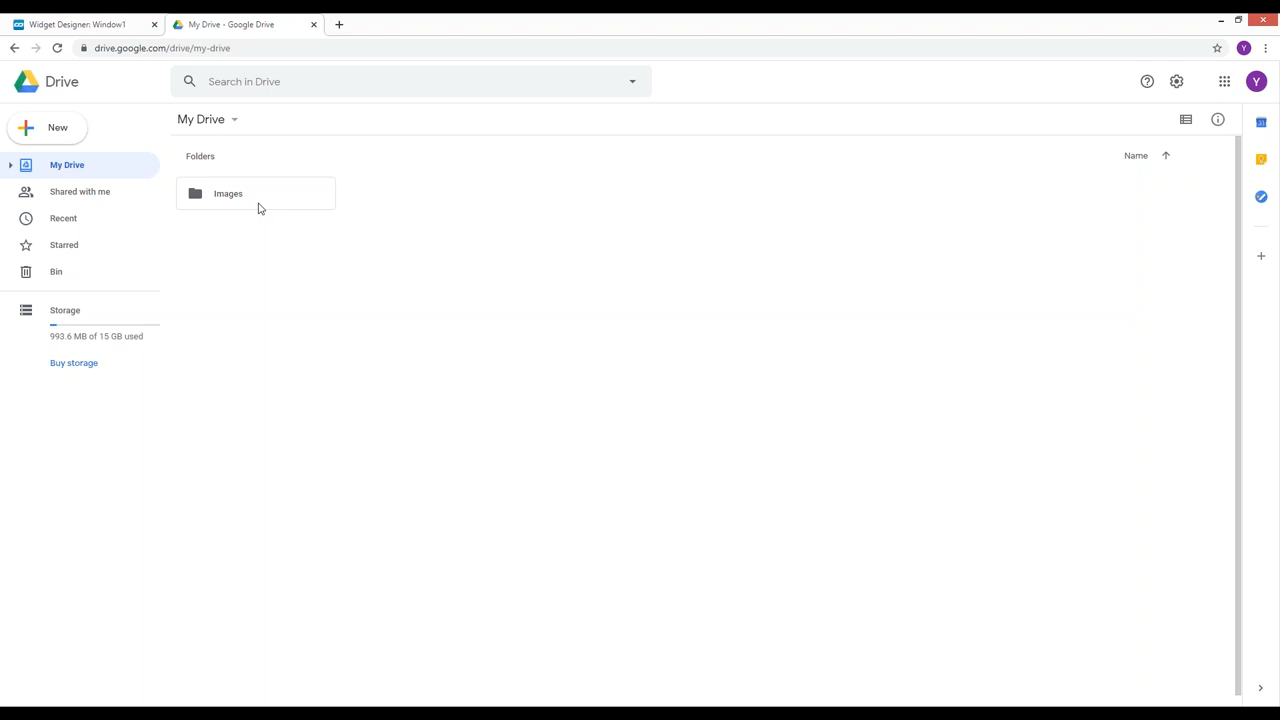 Widget Designer: Window1
My Drive - Google Drive
drive.google.com/drive/my-drive
Y
Drive
Search in Drive
Y
New
My Drive
My Drive
Shared with me
Recent
Starred
Bin
Storage
993.6 MB of 15 GB used
Buy storage
Folders
Name
Images
31